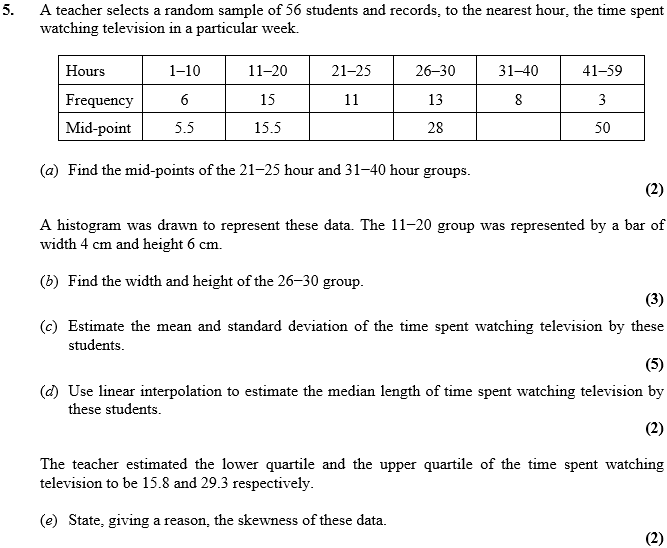 5. A teacher selects a random sample of 56 students and records, to the nearest hour, the time spent
watching television in a particular week.
Hours 1–10 11–20 21–25 26–30 31–40 41–59
Frequency 6 15 11 13 8 3
Mid-point 5.5 15.5 28 50
(a) Find the mid-points of the 21−25 hour and 31−40 hour groups.
(2)
A histogram was drawn to represent these data. The 11−20 group was represented by a bar of
width 4 cm and height 6 cm.
(b) Find the width and height of the 26−30 group.
(3)
(c) Estimate the mean and standard deviation of the time spent watching television by these
students.
(5)
(d) Use linear interpolation to estimate the median length of time spent watching television by
these students.
(2)
The teacher estimated the lower quartile and the upper quartile of the time spent watching
television to be 15.8 and 29.3 respectively.
(e) State, giving a reason, the skewness of these data.
(2)